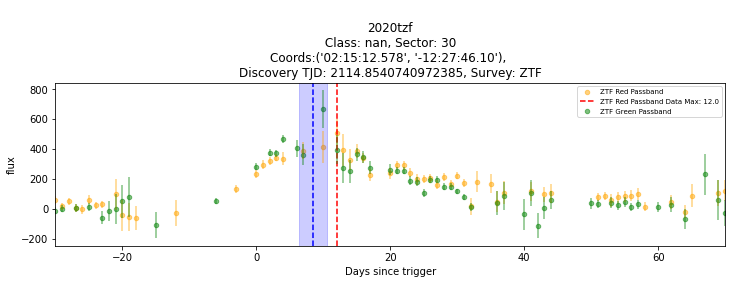 2020tzf
Class: nan, Sector: 30
Coords:('02:15:12.578', '-12:27:46.10'),
Discovery TJD: 2114.8540740972385, Survey: ZTF
ZTF Red Passband
ZTF Red Passband Data Max: 12.0
ZTF Green Passband
800
600
400
200
0
−200
flux
−20 0 20 40 60
Days since trigger